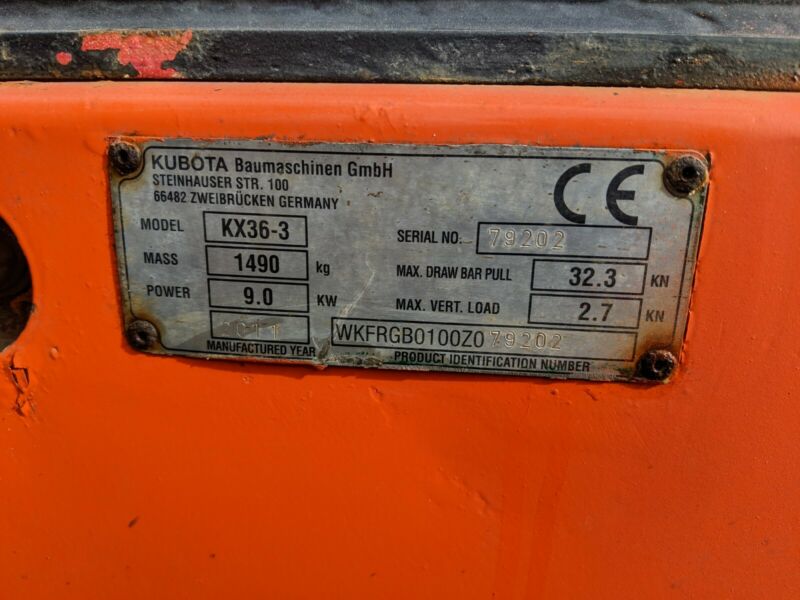 KUBOTA Baumaschinen GmbH
STEINHAUSER STR. 100
66482 ZWEIBRÜCKEN GERMANY
CE
MODEL KX36-3
SERIAL NO. 79202
MASS 1490 kg
MAX. DRAW BAR PULL 32.3 KN
POWER 9.0 KW
MAX. VERT. LOAD 2.7 KN
2011
MANUFACTURED YEAR
WKFRGB0100Z079202
PRODUCT IDENTIFICATION NUMBER